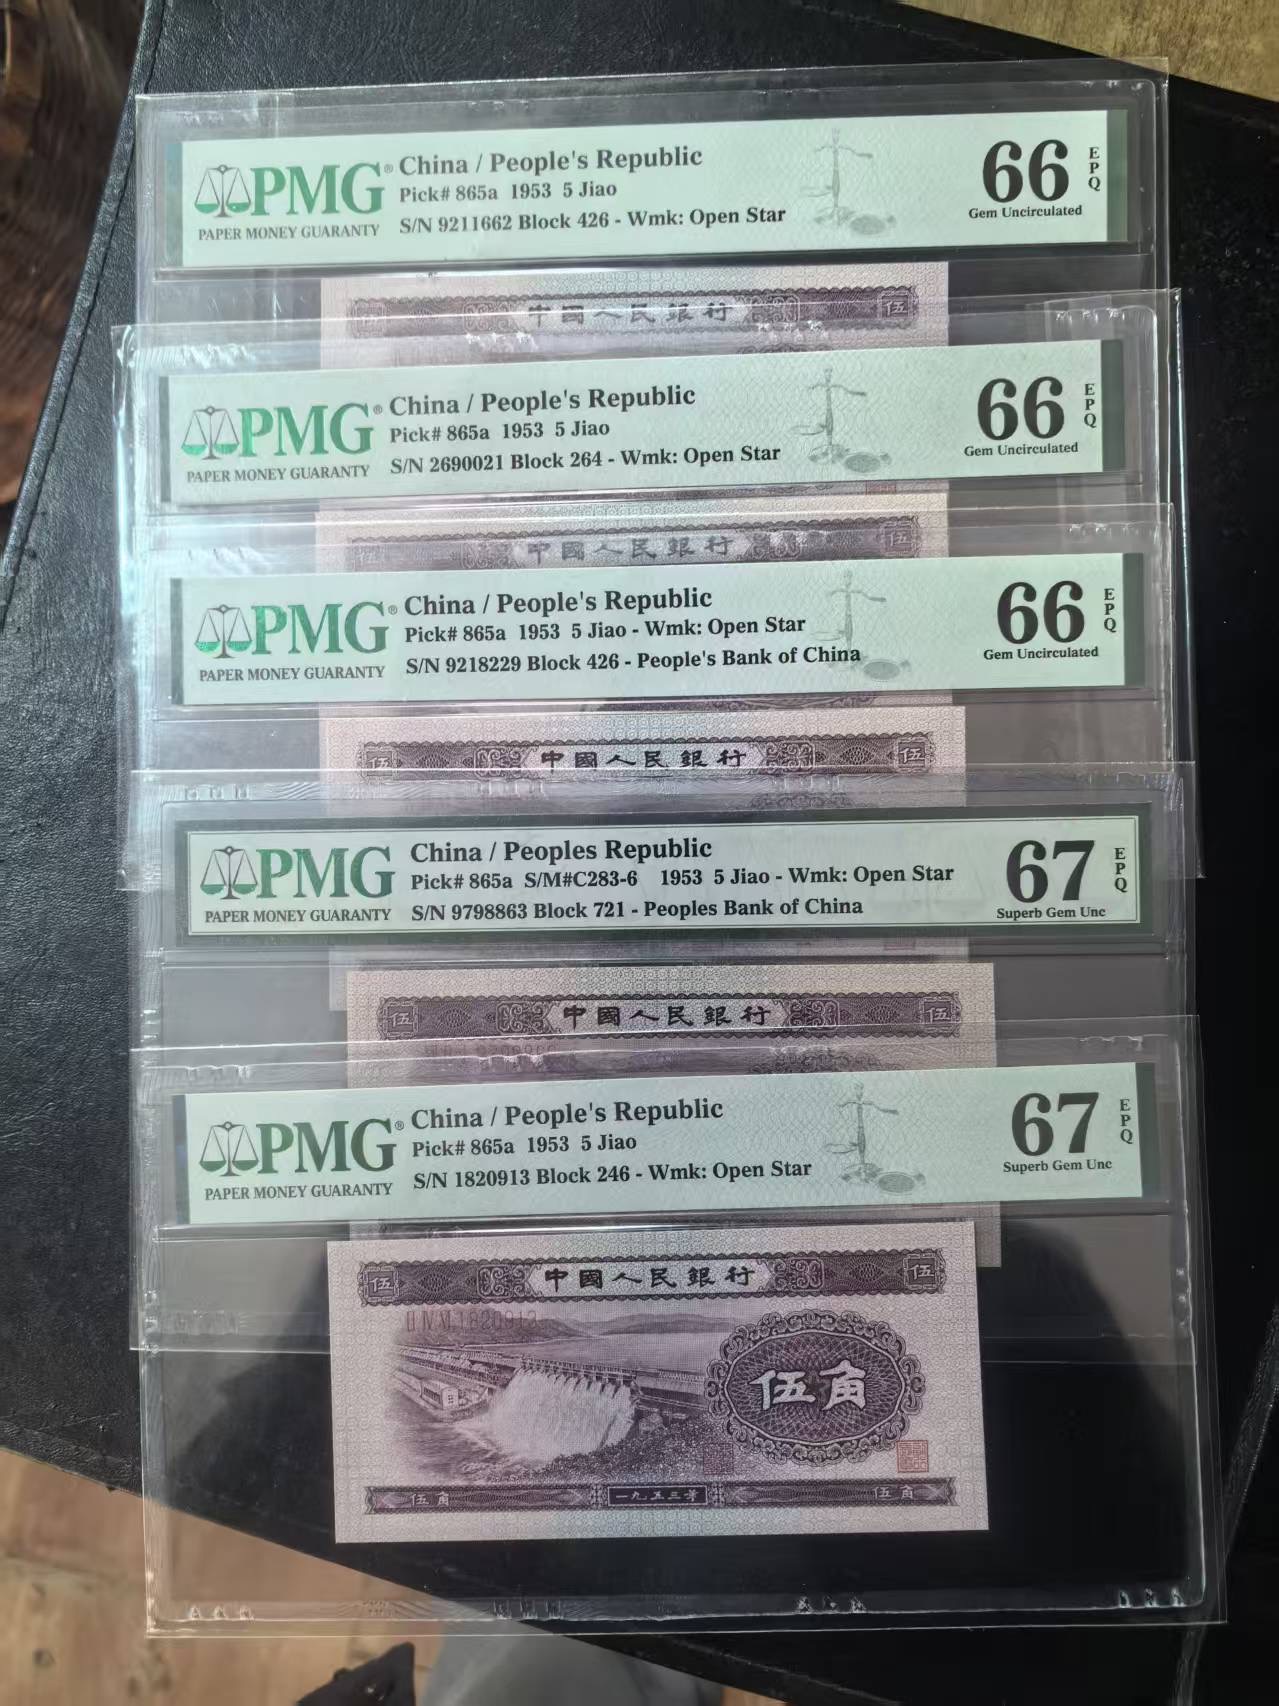 PMG®
PAPER MONEY GUARANTY
China / People's Republic
Pick# 865a 1953 5 Jiao
S/N 9211662 Block 426 - Wmk: Open Star
66 EPQ
Gem Uncirculated
伍 中國人民銀行 伍
PMG®
PAPER MONEY GUARANTY
China / People's Republic
Pick# 865a 1953 5 Jiao
S/N 2690021 Block 264 - Wmk: Open Star
66 EPQ
Gem Uncirculated
伍 中國人民銀行 伍
PMG®
PAPER MONEY GUARANTY
China / People's Republic
Pick# 865a 1953 5 Jiao - Wmk: Open Star
S/N 9218229 Block 426 - People's Bank of China
66 EPQ
Gem Uncirculated
伍 中國人民銀行 伍
PMG
PAPER MONEY GUARANTY
China / Peoples Republic
Pick# 865a S/M#C283-6 1953 5 Jiao - Wmk: Open Star
S/N 9798863 Block 721 - Peoples Bank of China
67 EPQ
Superb Gem Unc
伍 中國人民銀行 伍
PMG®
PAPER MONEY GUARANTY
China / People's Republic
Pick# 865a 1953 5 Jiao
S/N 1820913 Block 246 - Wmk: Open Star
67 EPQ
Superb Gem Unc
伍 中國人民銀行 伍
II IV VI 1820913
伍角
伍角 一九五三年 伍角